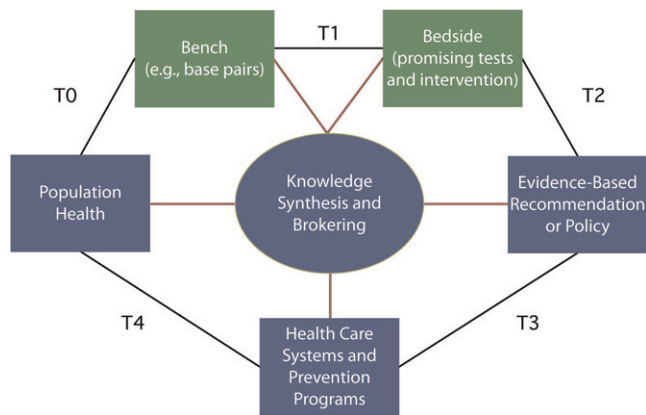 T1
Bench
(e.g., base pairs)
Bedside
(promising tests
and intervention)
T0
T2
Population
Health
Knowledge
Synthesis and
Brokering
Evidence-Based
Recommendation
or Policy
T4
T3
Health Care
Systems and
Prevention
Programs